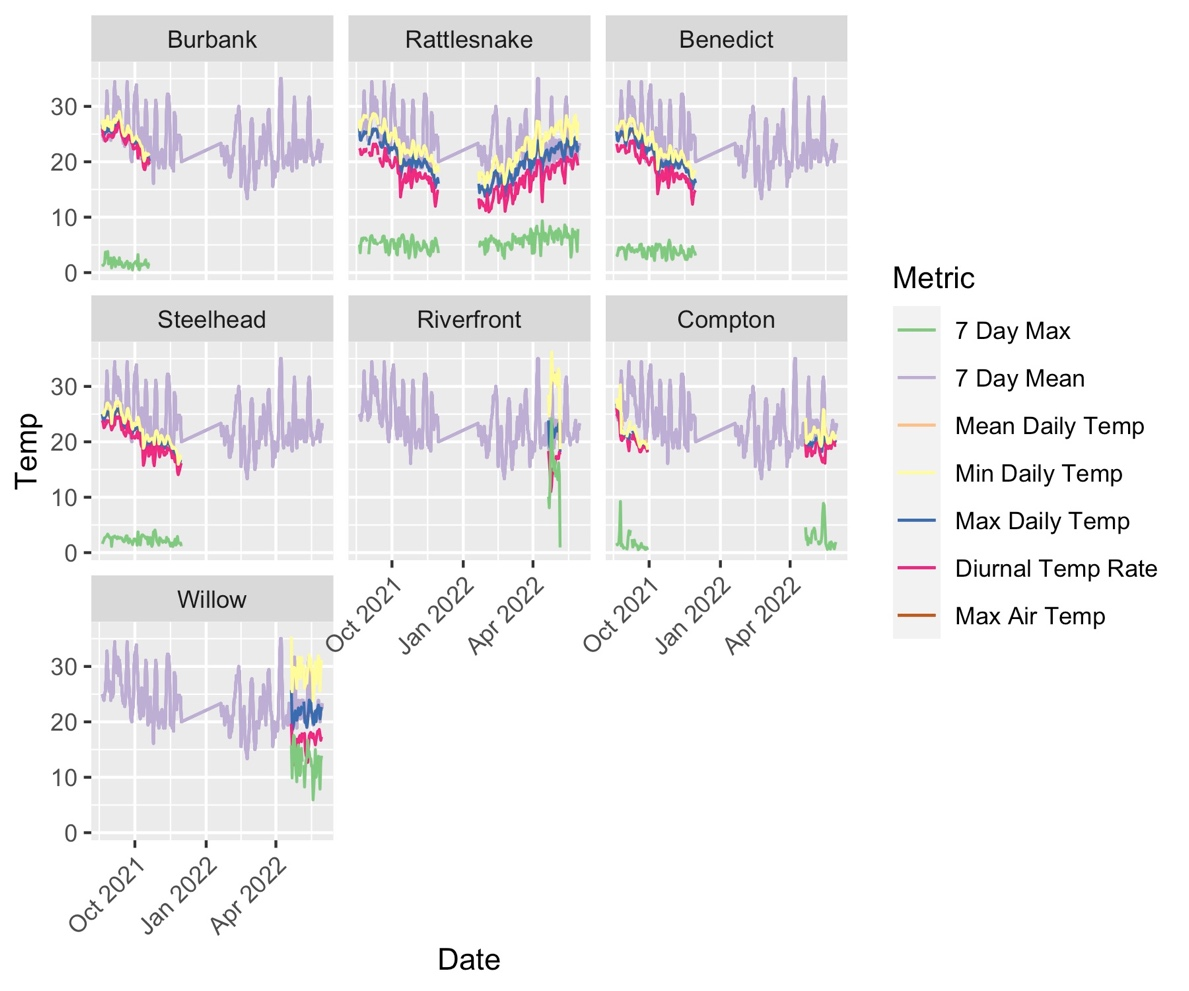 Burbank
Rattlesnake
Benedict
30
20
10
0
Steelhead
Riverfront
Compton
30
20
10
0
Oct 2021
Jan 2022
Apr 2022
Oct 2021
Jan 2022
Apr 2022
Willow
30
20
10
0
Oct 2021
Jan 2022
Apr 2022
Temp
Date
Metric
7 Day Max
7 Day Mean
Mean Daily Temp
Min Daily Temp
Max Daily Temp
Diurnal Temp Rate
Max Air Temp